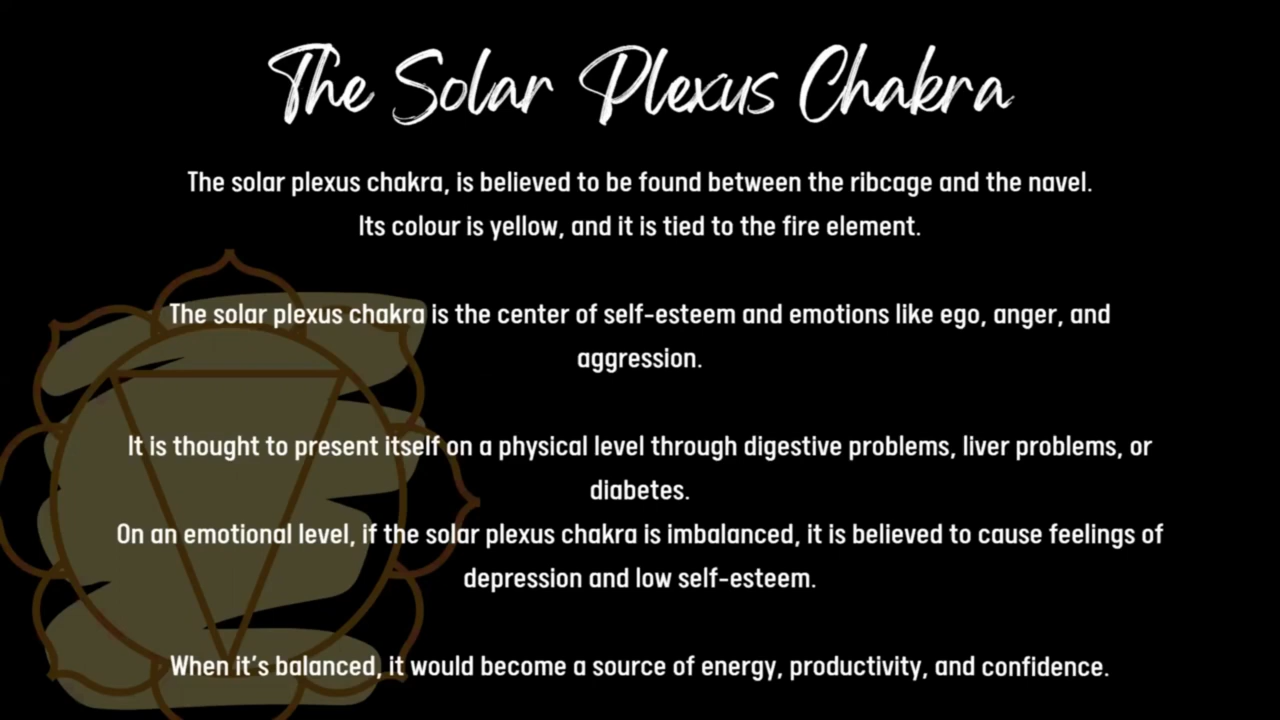 The Solar Plexus Chakra
The solar plexus chakra, is believed to be found between the ribcage and the navel.
Its colour is yellow, and it is tied to the fire element.
The solar plexus chakra is the center of self-esteem and emotions like ego, anger, and
aggression.
It is thought to present itself on a physical level through digestive problems, liver problems, or
diabetes.
On an emotional level, if the solar plexus chakra is imbalanced, it is believed to cause feelings of
depression and low self-esteem.
When it's balanced, it would become a source of energy, productivity, and confidence.